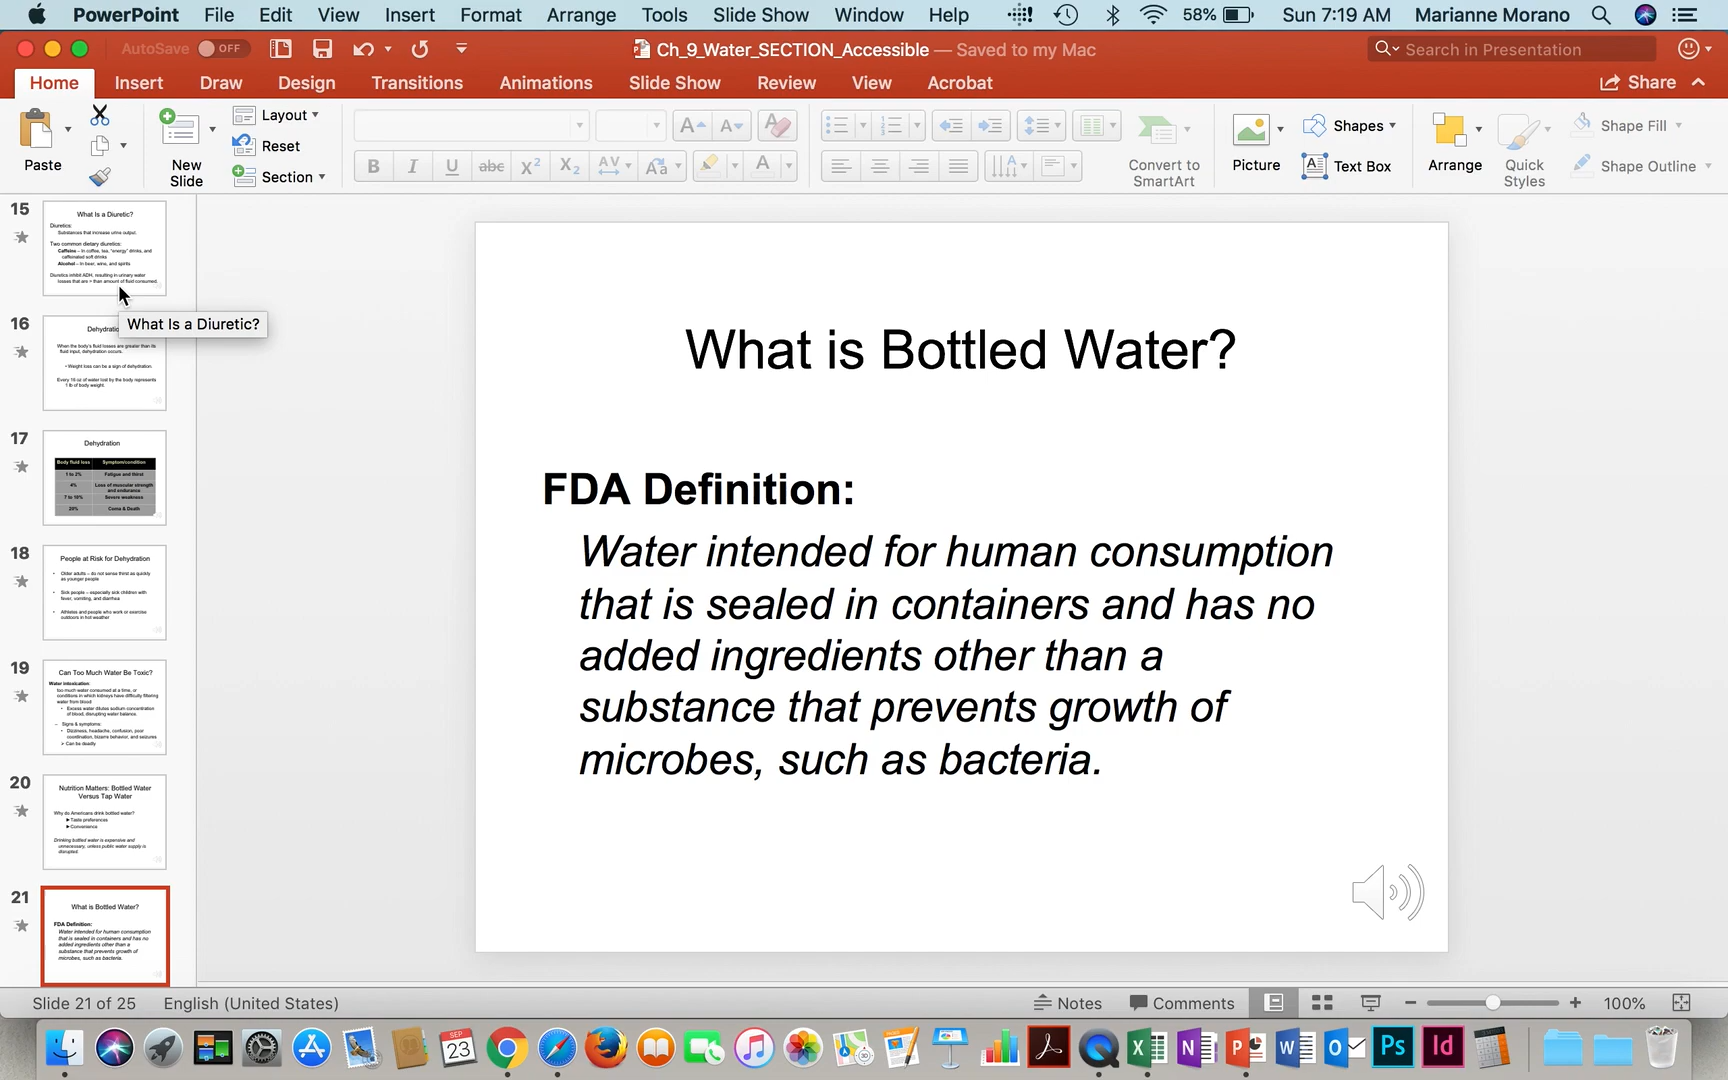 PowerPoint File Edit View Insert Format Arrange Tools Slide Show Window Help 58% Sun 7:19 AM Marianne Morano
AutoSave OFF Ch_9_Water_SECTION_Accessible — Saved to my Mac Search in Presentation
Home Insert Draw Design Transitions Animations Slide Show Review View Acrobat Share
Paste
New
Slide
Layout
Reset
Section
B I U abc X² X₂ AV Aa A
Convert to
SmartArt
Picture
Shapes
Text Box
Arrange
Quick
Styles
Shape Fill
Shape Outline
15
What Is a Diuretic?
Diuretics:
Substances that increase urine output.
Two common dietary diuretics:
Caffeine – in coffee, tea, "energy" drinks, and
caffeinated soft drinks
Alcohol – in beer, wine, and spirits
Diuretics inhibit ADH, resulting in urinary water
losses that are > than amount of fluid consumed.
What Is a Diuretic?
16
When the body's fluid losses are greater than its
fluid input, dehydration occurs.
• Weight loss can be a sign of dehydration.
Every 16 oz of water lost by the body represents
1 lb of body weight.
17
Dehydration
Body fluid loss Symptom/condition
1 to 2% Fatigue and thirst
4% Loss of muscular strength
and endurance
7 to 10% Severe weakness
20% Coma & Death
18
People at Risk for Dehydration
• Older adults – do not sense thirst as quickly
as younger people
• Sick people – especially sick children with
fever, vomiting, and diarrhea
• Athletes and people who work or exercise
outdoors in hot weather
19
Can Too Much Water Be Toxic?
Water intoxication:
too much water consumed at a time, or
conditions in which kidneys have difficulty filtering
water from blood
• Excess water dilutes sodium concentration
of blood, disrupting water balance.
– Signs & symptoms:
• Dizziness, headache, confusion, poor
coordination, bizarre behavior, and seizures
➢ Can be deadly
20
Nutrition Matters: Bottled Water
Versus Tap Water
Why do Americans drink bottled water?
►Taste preferences
►Convenience
Drinking bottled water is expensive and
unnecessary, unless public water supply is
disrupted.
21
What is Bottled Water?
FDA Definition:
Water intended for human consumption
that is sealed in containers and has no
added ingredients other than a
substance that prevents growth of
microbes, such as bacteria.
What is Bottled Water?
FDA Definition:
Water intended for human consumption
that is sealed in containers and has no
added ingredients other than a
substance that prevents growth of
microbes, such as bacteria.
Slide 21 of 25 English (United States) Notes Comments 100%
SEP
23
Ps
Id